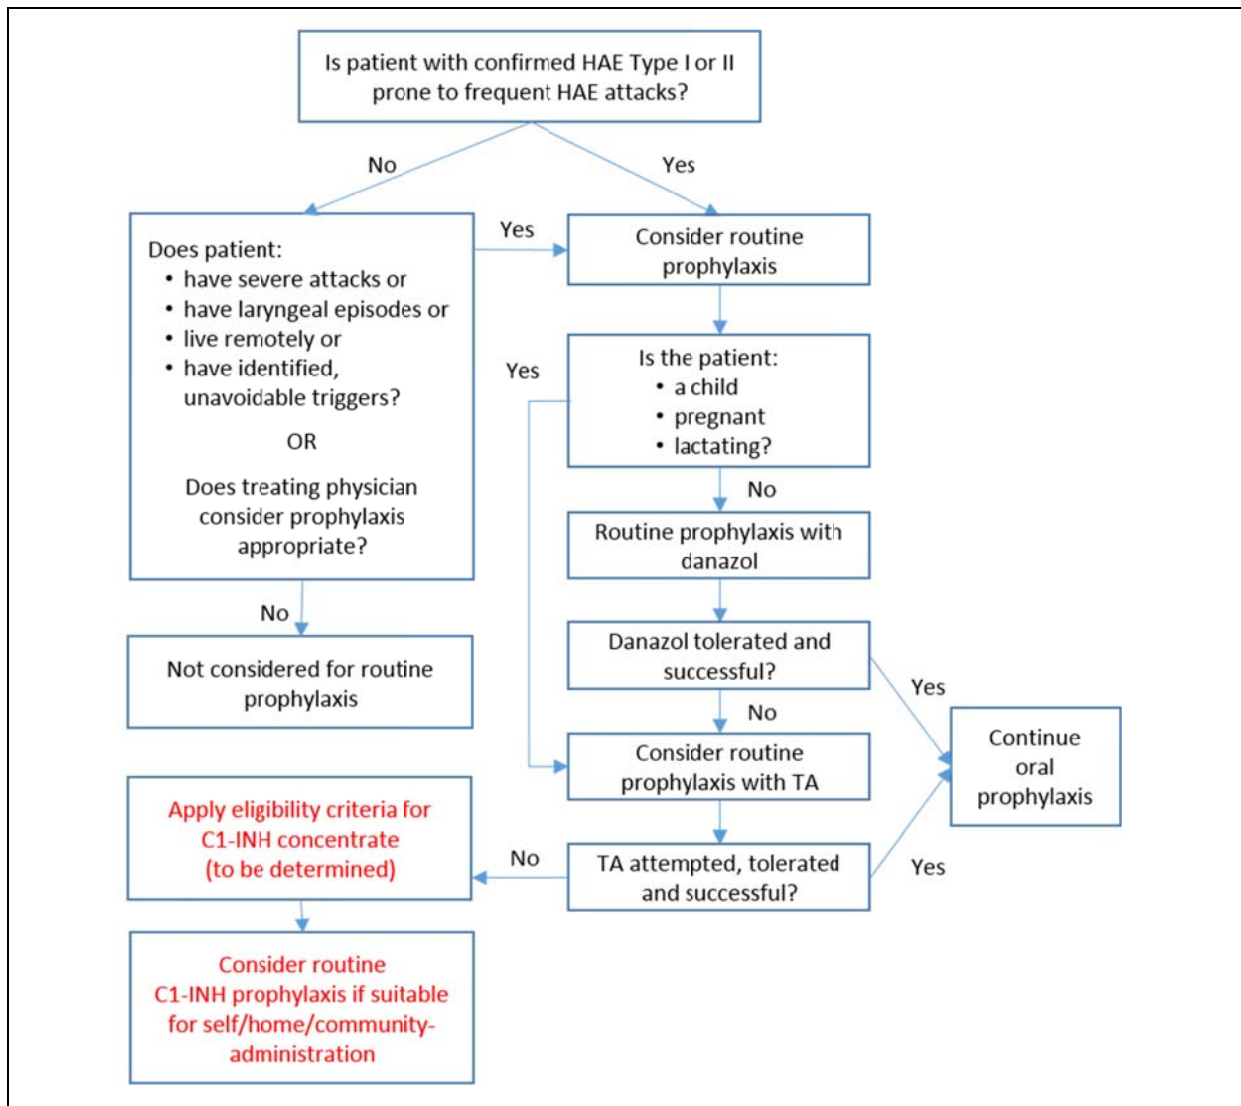 Is patient with confirmed HAE Type I or II
prone to frequent HAE attacks?
No
Yes
Does patient:
• have severe attacks or
• have laryngeal episodes or
• live remotely or
• have identified,
unavoidable triggers?
OR
Does treating physician
consider prophylaxis
appropriate?
Yes
Consider routine
prophylaxis
Is the patient:
• a child
• pregnant
• lactating?
Yes
No
Routine prophylaxis with
danazol
Danazol tolerated and
successful?
Yes
No
Consider routine
prophylaxis with TA
TA attempted, tolerated
and successful?
Yes
Continue
oral
prophylaxis
No
No
Not considered for routine
prophylaxis
Apply eligibility criteria for
C1-INH concentrate
(to be determined)
Consider routine
C1-INH prophylaxis if suitable
for self/home/community-
administration